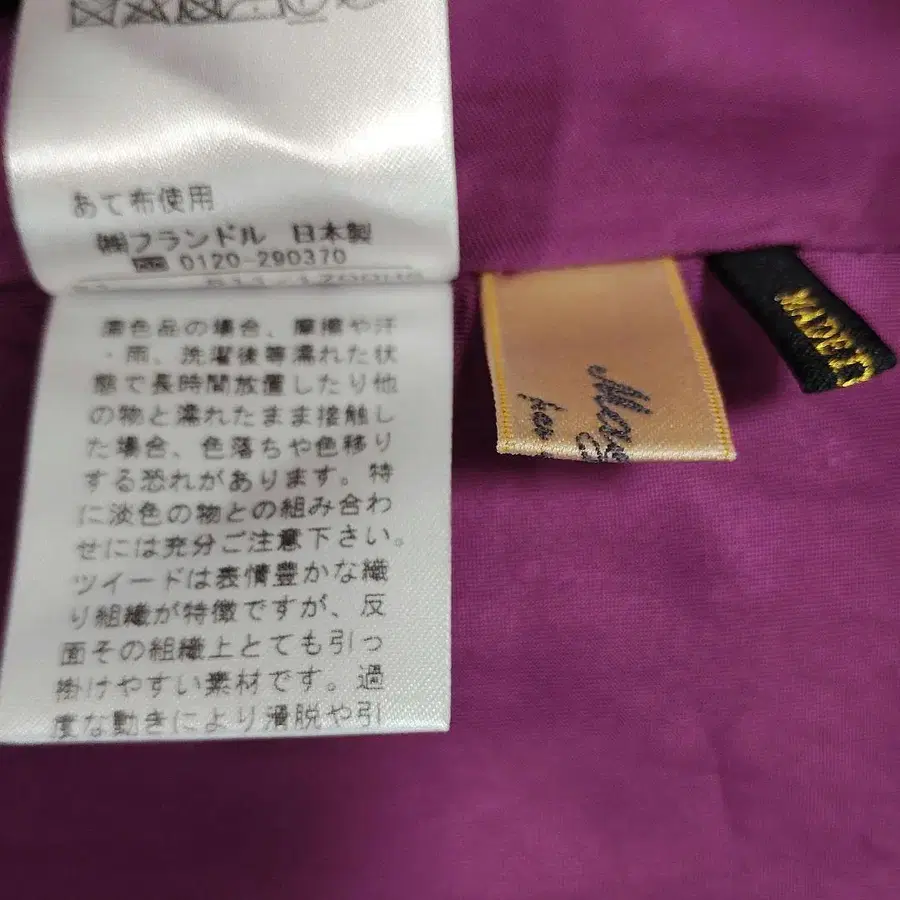 あて布使用
㈱フランドル 日本製
0120-290370
濃色品の場合、摩擦や汗
・雨、洗濯後等濡れた状
態で長時間放置したり他
の物と濡れたまま接触し
た場合、色落ちや色移り
する恐れがあります。特
に淡色の物との組み合わ
せには充分ご注意下さい。
ツイードは表情豊かな織
り組織が特徴ですが、反
面その組織上とても引っ
掛けやすい素材です。過
度な動きにより滑脱や引
MADE